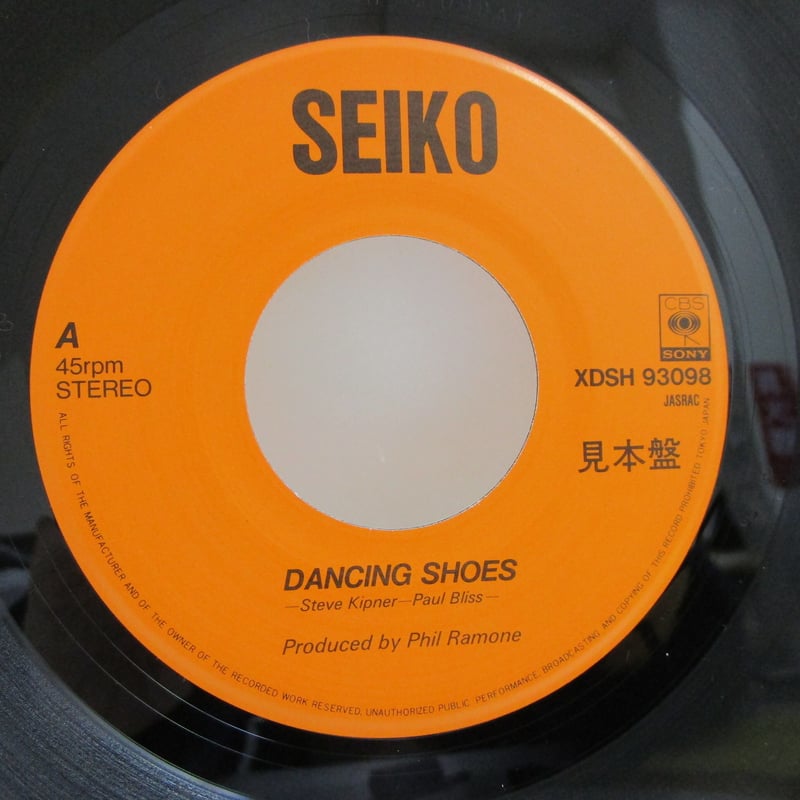 SEIKO
CBS
SONY
A
45rpm
STEREO
XDSH 93098
JASRAC
見本盤
DANCING SHOES
—Steve Kipner—Paul Bliss—
Produced by Phil Ramone
ALL RIGHTS OF THE MANUFACTURER AND OF THE OWNER OF THE RECORDED WORK RESERVED. UNAUTHORIZED PUBLIC PERFORMANCE. BROADCASTING AND COPYING OF THIS RECORD PROHIBITED TOKYO JAPAN